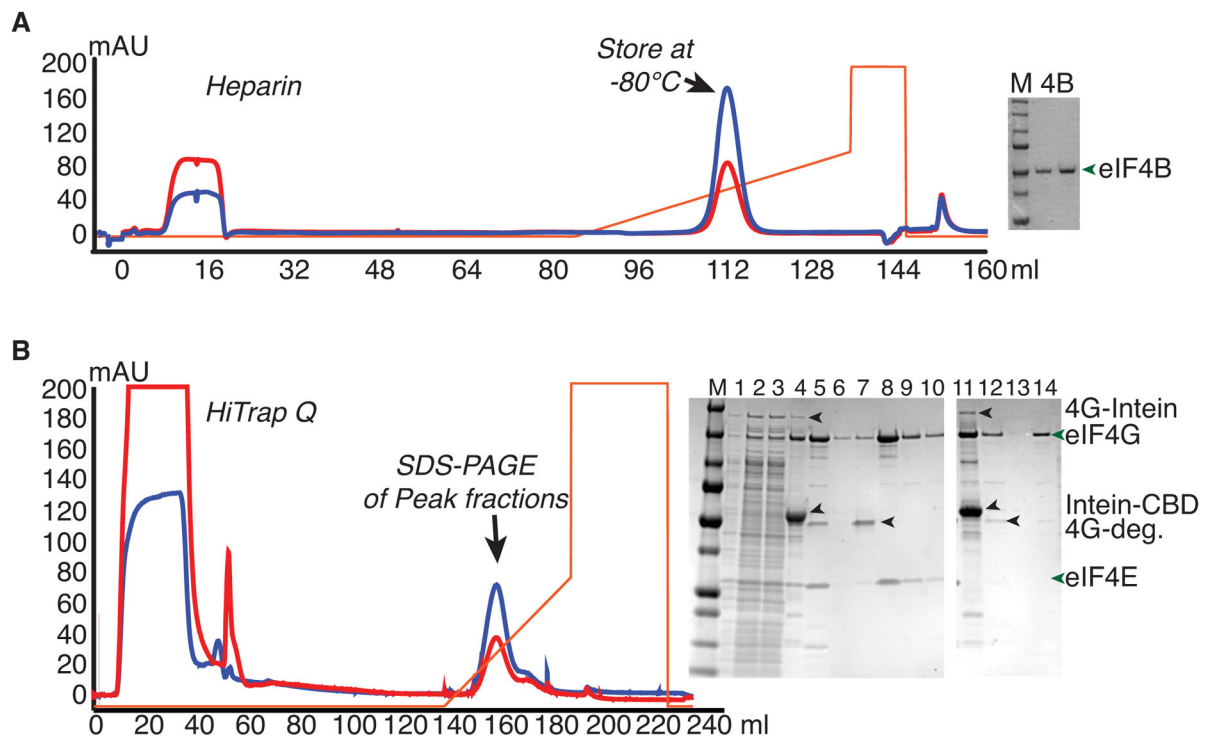 A
mAU
200
160
120
80
40
0
Heparin
Store at
-80°C
0 16 32 48 64 80 96 112 128 144 160 ml
M 4B
eIF4B
B
mAU
200
180
160
140
120
100
80
60
40
20
0
HiTrap Q
SDS-PAGE
of Peak fractions
0 20 40 60 80 100 120 140 160 180 200 220 240 ml
M 1 2 3 4 5 6 7 8 9 10 11 12 13 14
4G-Intein
eIF4G
Intein-CBD
4G-deg.
eIF4E